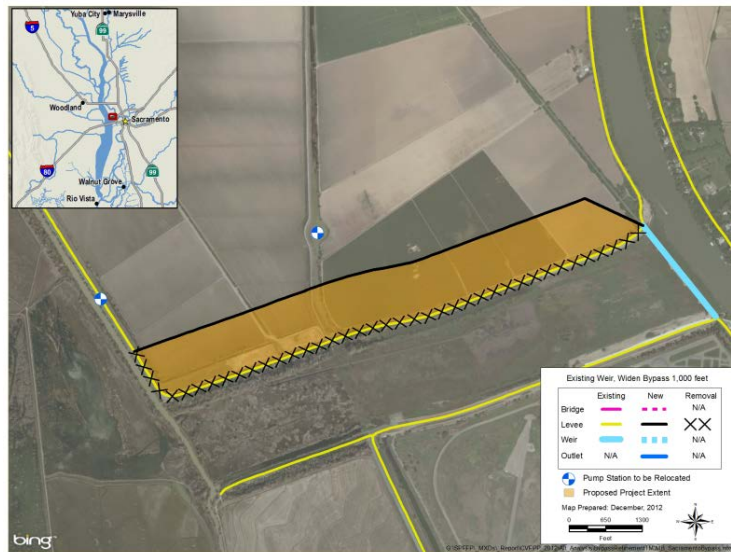 Yuba City
Marysville
5
99
Woodland
Sacramento
80
Walnut Grove
99
Rio Vista
Existing Weir, Widen Bypass 1,000 feet
Existing New Removal
Bridge N/A
Levee
Weir N/A
Outlet N/A N/A
Pump Station to be Relocated
Proposed Project Extent
Map Prepared: December, 2012
0 650 1300
Feet
N
bing